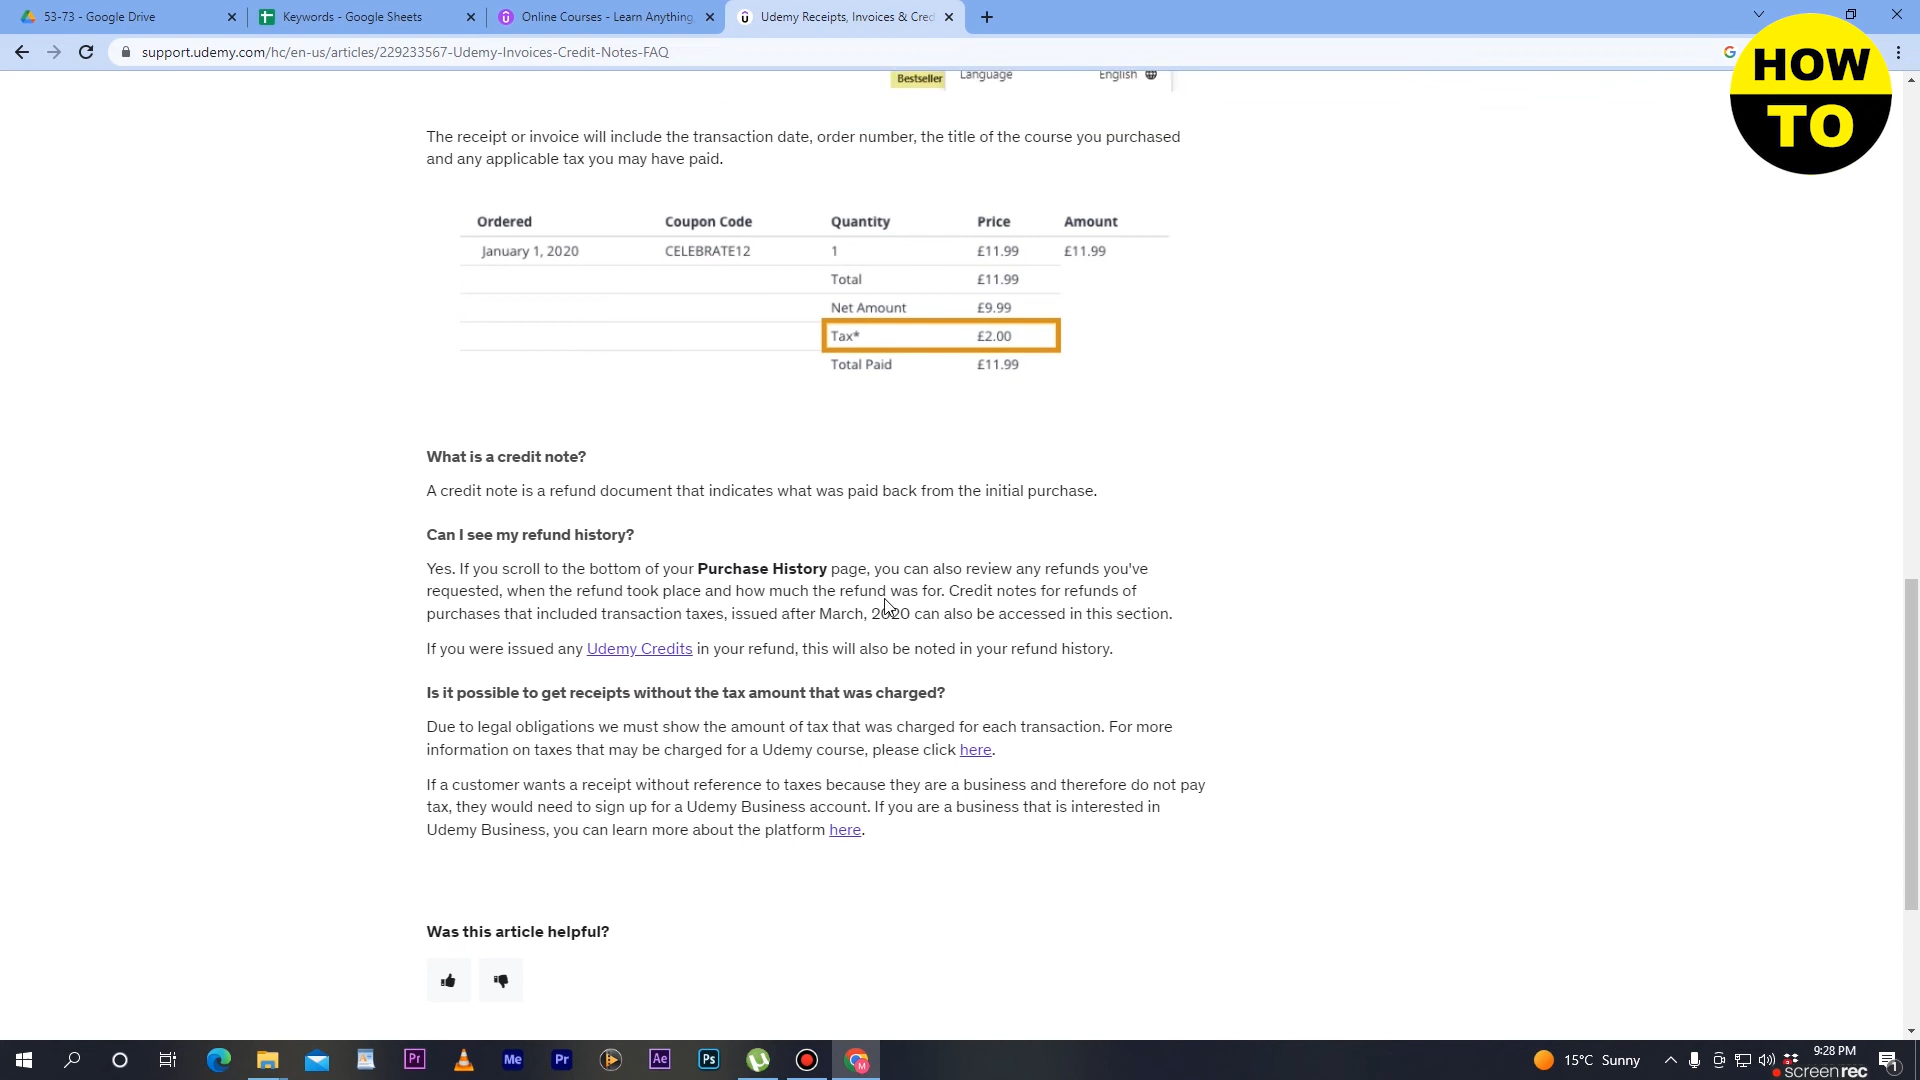 53-73 - Google Drive
Keywords - Google Sheets
Online Courses - Learn Anything,
Udemy Receipts, Invoices & Cred
support.udemy.com/hc/en-us/articles/229233567-Udemy-Invoices-Credit-Notes-FAQ
HOW
TO
Bestseller Language English
The receipt or invoice will include the transaction date, order number, the title of the course you purchased
and any applicable tax you may have paid.
Ordered Coupon Code Quantity Price Amount
January 1, 2020 CELEBRATE12 1 £11.99 £11.99
Total £11.99
Net Amount £9.99
Tax* £2.00
Total Paid £11.99
What is a credit note?
A credit note is a refund document that indicates what was paid back from the initial purchase.
Can I see my refund history?
Yes. If you scroll to the bottom of your Purchase History page, you can also review any refunds you've
requested, when the refund took place and how much the refund was for. Credit notes for refunds of
purchases that included transaction taxes, issued after March, 2020 can also be accessed in this section.
If you were issued any Udemy Credits in your refund, this will also be noted in your refund history.
Is it possible to get receipts without the tax amount that was charged?
Due to legal obligations we must show the amount of tax that was charged for each transaction. For more
information on taxes that may be charged for a Udemy course, please click here.
If a customer wants a receipt without reference to taxes because they are a business and therefore do not pay
tax, they would need to sign up for a Udemy Business account. If you are a business that is interested in
Udemy Business, you can learn more about the platform here.
Was this article helpful?
Pr Me Pr Ae Ps M
15°C Sunny
9:28 PM
1
screenrec